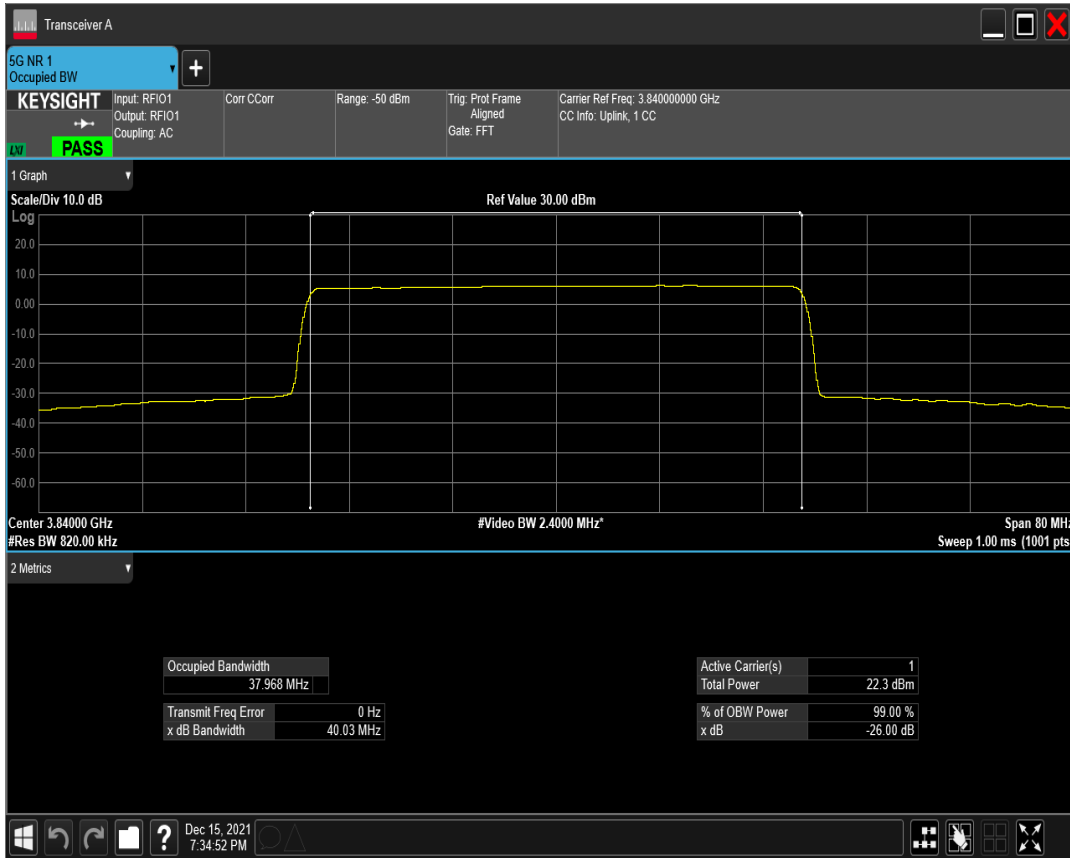 Transceiver A
5G NR 1
Occupied BW
KEYSIGHT
Input: RFIO1
Output: RFIO1
Coupling: AC
Corr CCorr
Range: -50 dBm
Trig: Prot Frame
Aligned
Gate: FFT
Carrier Ref Freq: 3.840000000 GHz
CC Info: Uplink, 1 CC
LXI
PASS
1 Graph
Scale/Div 10.0 dB
Ref Value 30.00 dBm
Log
20.0
10.0
0.00
-10.0
-20.0
-30.0
-40.0
-50.0
-60.0
Center 3.84000 GHz
#Video BW 2.4000 MHz*
Span 80 MHz
#Res BW 820.00 kHz
Sweep 1.00 ms (1001 pts
2 Metrics
Occupied Bandwidth
37.968 MHz
Transmit Freq Error 0 Hz
x dB Bandwidth 40.03 MHz
Active Carrier(s) 1
Total Power 22.3 dBm
% of OBW Power 99.00 %
x dB -26.00 dB
?
Dec 15, 2021
7:34:52 PM